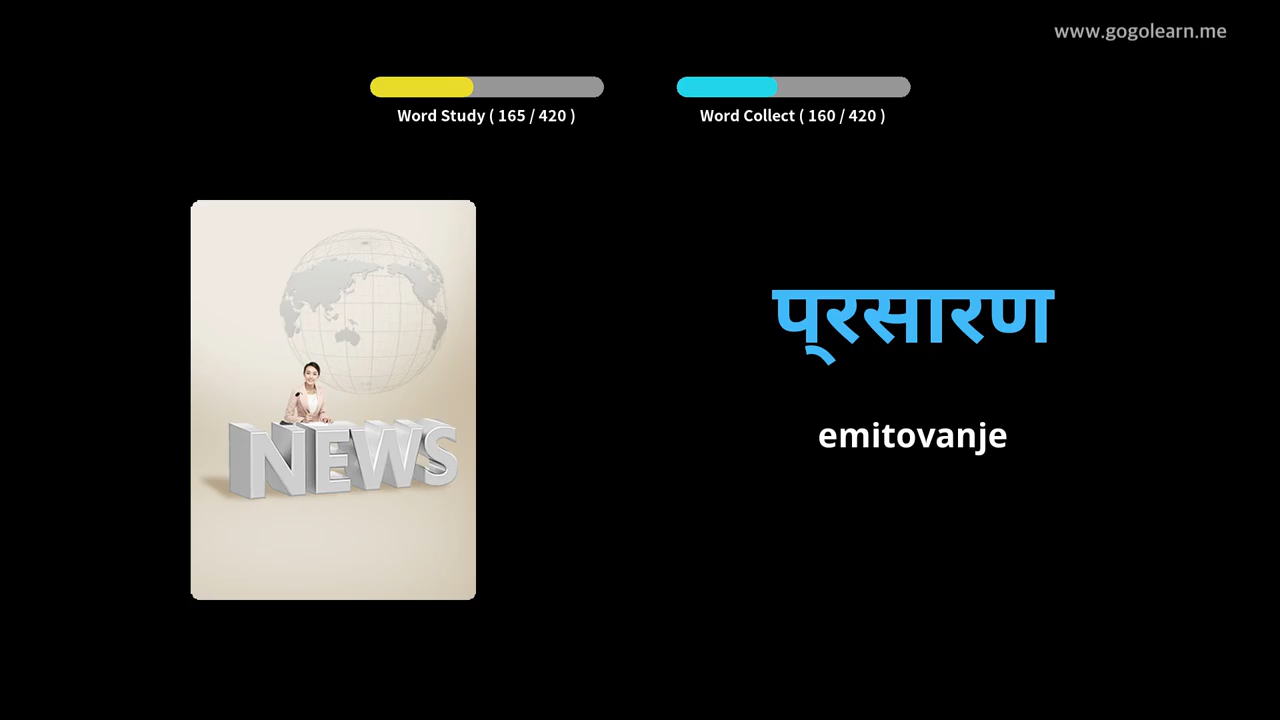 www.gogolearn.me
Word Study ( 165 / 420 )
Word Collect ( 160 / 420 )
NEWS
प्रसारण
emitovanje